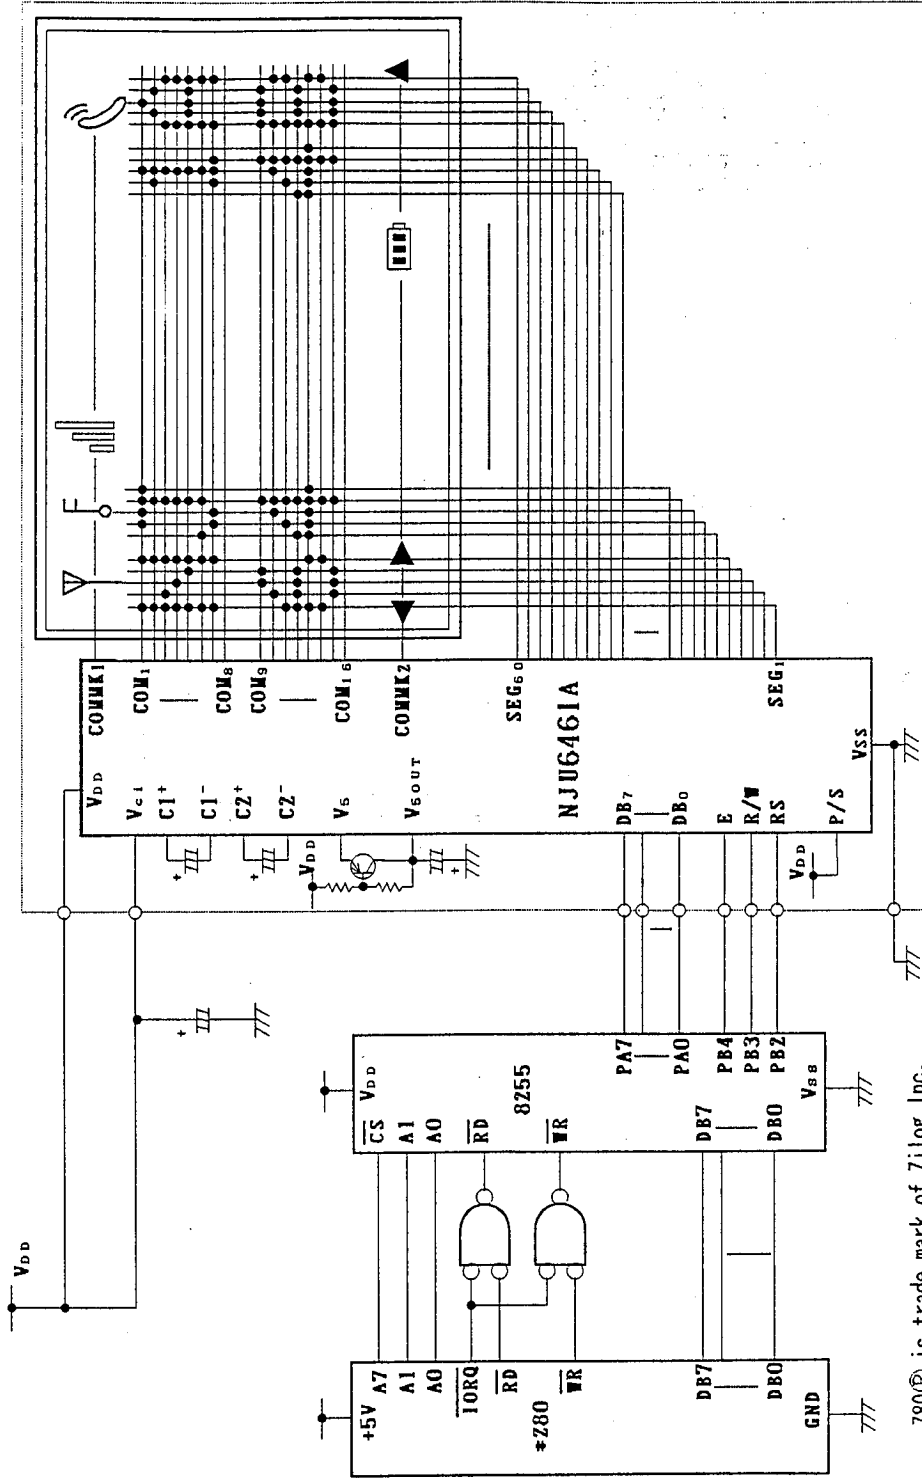 VDD
+5V
A7
A1
A0
IORQ
RD
*Z80
WR
DB7
DB0
GND
VDD
CS
A1
A0
RD
8255
WR
DB7
DB0
PA7
PA0
PB4
PB3
PB2
VSS
VDD
Vci
C1+
C1-
C2+
C2-
VDD
V5
V5OUT
NJU6461A
DB7
DB0
E
R/W
RS
VDD
P/S
VSS
COMMK1
COM1
COM8
COM9
COM16
COMMK2
SEG60
SEG1
Z80® is trade mark of Zilog Inc.